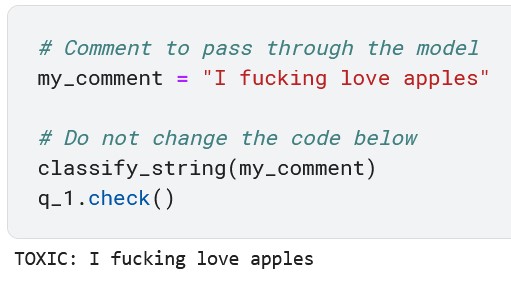 # Comment to pass through the model
my_comment = "I fucking love apples"
# Do not change the code below
classify_string(my_comment)
q_1.check()
TOXIC: I fucking love apples